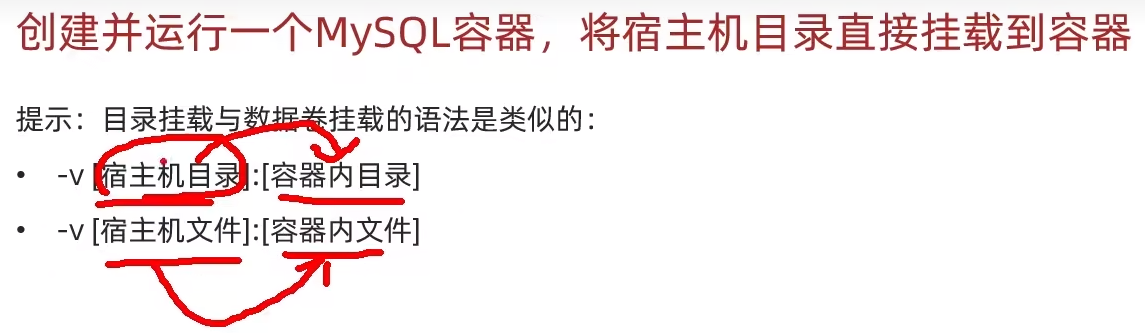 创建并运行一个MySQL容器，将宿主机目录直接挂载到容器
提示：目录挂载与数据卷挂载的语法是类似的：
• -v [宿主机目录]:[容器内目录]
• -v [宿主机文件]:[容器内文件]